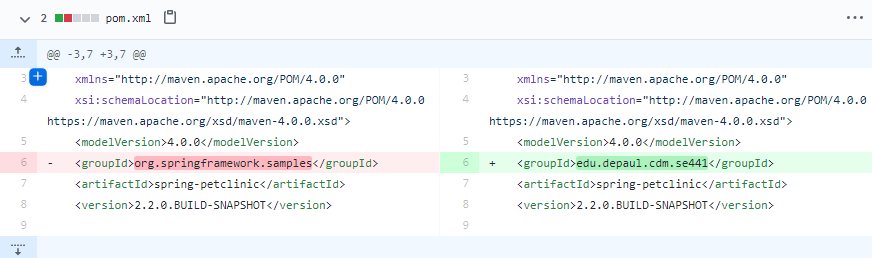 2 pom.xml
@@ -3,7 +3,7 @@
3 xmlns="http://maven.apache.org/POM/4.0.0"
4 xsi:schemaLocation="http://maven.apache.org/POM/4.0.0
https://maven.apache.org/xsd/maven-4.0.0.xsd">
5 <modelVersion>4.0.0</modelVersion>
6 - <groupId>org.springframework.samples</groupId>
7 <artifactId>spring-petclinic</artifactId>
8 <version>2.2.0.BUILD-SNAPSHOT</version>
9
3 xmlns="http://maven.apache.org/POM/4.0.0"
4 xsi:schemaLocation="http://maven.apache.org/POM/4.0.0
https://maven.apache.org/xsd/maven-4.0.0.xsd">
5 <modelVersion>4.0.0</modelVersion>
6 + <groupId>edu.depaul.cdm.se441</groupId>
7 <artifactId>spring-petclinic</artifactId>
8 <version>2.2.0.BUILD-SNAPSHOT</version>
9